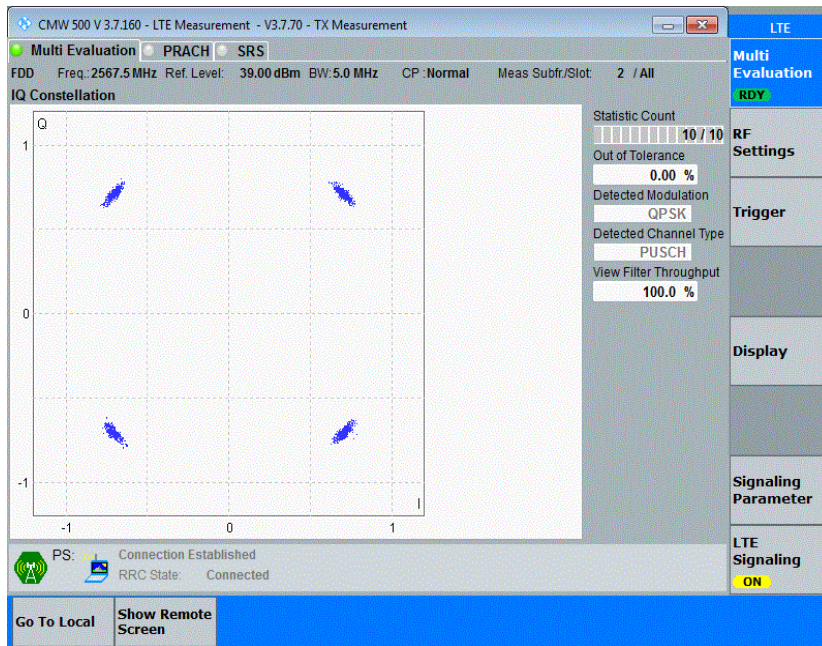 CMW 500 V 3.7.160 - LTE Measurement - V3.7.70 - TX Measurement
LTE
Multi Evaluation PRACH SRS
Multi
Evaluation
RDY
FDD Freq.: 2567.5 MHz Ref. Level: 39.00 dBm BW: 5.0 MHz CP : Normal Meas Subfr./Slot: 2 / All
IQ Constellation
Q
1
0
-1
I
-1 0 1
Statistic Count
10 / 10
Out of Tolerance
0.00 %
Detected Modulation
QPSK
Detected Channel Type
PUSCH
View Filter Throughput
100.0 %
RF
Settings
Trigger
Display
Signaling
Parameter
LTE
Signaling
ON
PS: Connection Established
RRC State: Connected
Go To Local
Show Remote
Screen